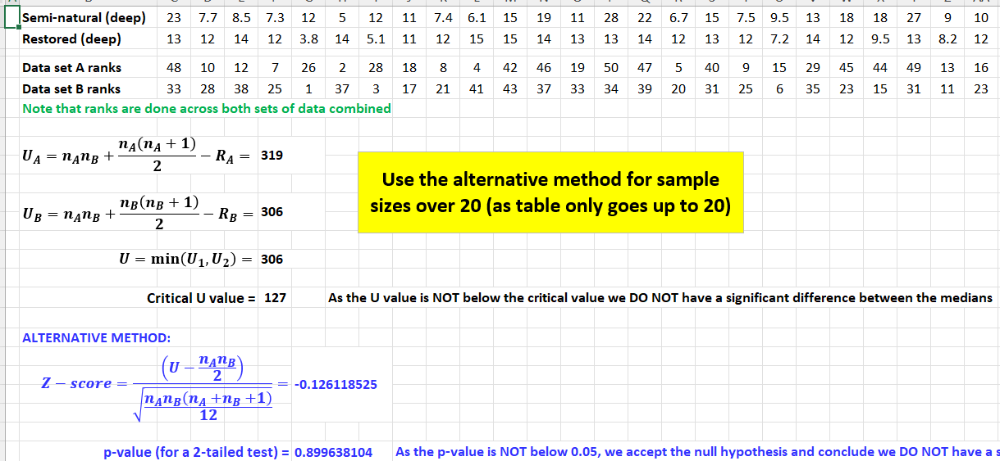 Semi-natural (deep) 23 7.7 8.5 7.3 12 5 12 11 7.4 6.1 15 19 11 28 22 6.7 15 7.5 9.5 13 18 18 27 9 10
Restored (deep) 13 12 14 12 3.8 14 5.1 11 12 15 15 14 13 13 14 12 13 12 7.2 14 12 9.5 13 8.2 12
Data set A ranks 48 10 12 7 26 2 28 18 8 4 42 46 19 50 47 5 40 9 15 29 45 44 49 13 16
Data set B ranks 33 28 38 25 1 37 3 17 21 41 43 37 33 34 39 20 31 25 6 35 23 15 31 11 23
Note that ranks are done across both sets of data combined
U_A = n_A n_B + n_A(n_A + 1) / 2 − R_A = 319
Use the alternative method for sample
sizes over 20 (as table only goes up to 20)
U_B = n_A n_B + n_B(n_B + 1) / 2 − R_B = 306
U = min(U_1, U_2) = 306
Critical U value = 127 As the U value is NOT below the critical value we DO NOT have a significant difference between the medians
ALTERNATIVE METHOD:
Z − score = (U − n_A n_B / 2) / √(n_A n_B (n_A + n_B + 1) / 12) = -0.126118525
p-value (for a 2-tailed test) = 0.899638104 As the p-value is NOT below 0.05, we accept the null hypothesis and conclude we DO NOT have a s